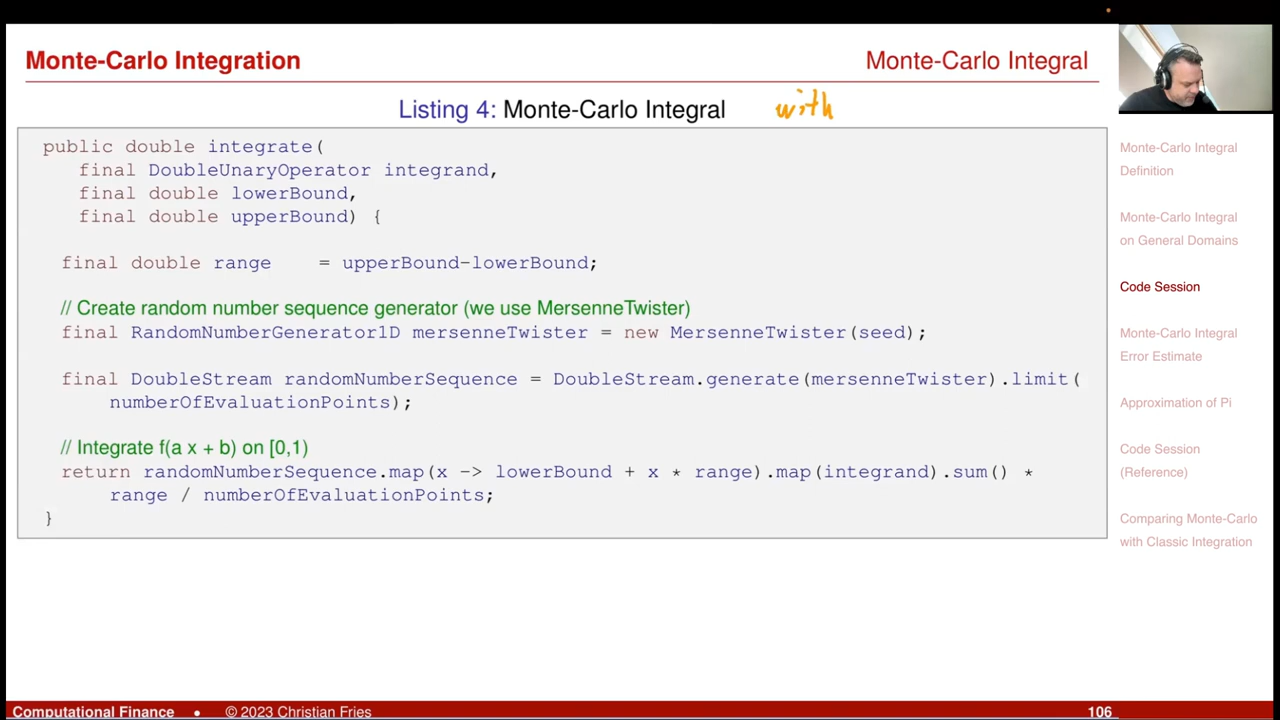 Monte-Carlo Integration
Monte-Carlo Integral
Listing 4: Monte-Carlo Integral with
public double integrate(
final DoubleUnaryOperator integrand,
final double lowerBound,
final double upperBound) {
final double range = upperBound-lowerBound;
// Create random number sequence generator (we use MersenneTwister)
final RandomNumberGenerator1D mersenneTwister = new MersenneTwister(seed);
final DoubleStream randomNumberSequence = DoubleStream.generate(mersenneTwister).limit(
numberOfEvaluationPoints);
// Integrate f(a x + b) on [0,1)
return randomNumberSequence.map(x -> lowerBound + x * range).map(integrand).sum() *
range / numberOfEvaluationPoints;
}
Monte-Carlo Integral
Definition
Monte-Carlo Integral
on General Domains
Code Session
Monte-Carlo Integral
Error Estimate
Approximation of Pi
Code Session
(Reference)
Comparing Monte-Carlo
with Classic Integration
Computational Finance • © 2023 Christian Fries
106